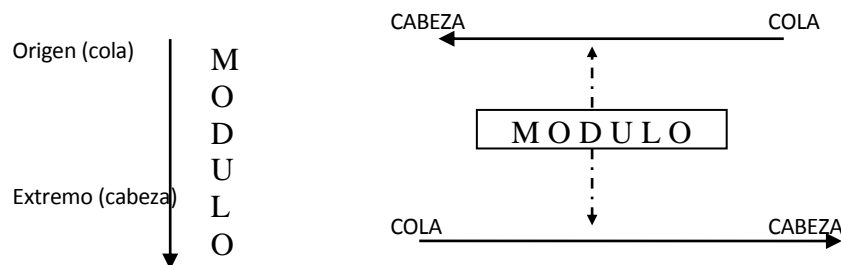 Origen (cola)
Extremo (cabeza)
M
O
D
U
L
O
CABEZA
COLA
M O D U L O
COLA
CABEZA